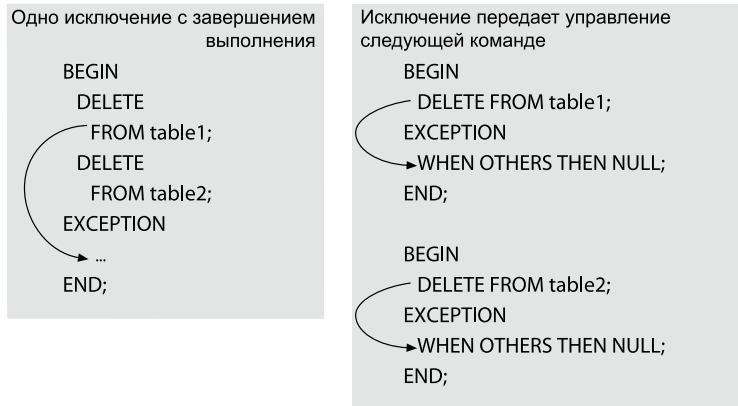 Одно исключение с завершением
выполнения
BEGIN
DELETE
FROM table1;
DELETE
FROM table2;
EXCEPTION
...
END;
Исключение передает управление
следующей команде
BEGIN
DELETE FROM table1;
EXCEPTION
WHEN OTHERS THEN NULL;
END;
BEGIN
DELETE FROM table2;
EXCEPTION
WHEN OTHERS THEN NULL;
END;